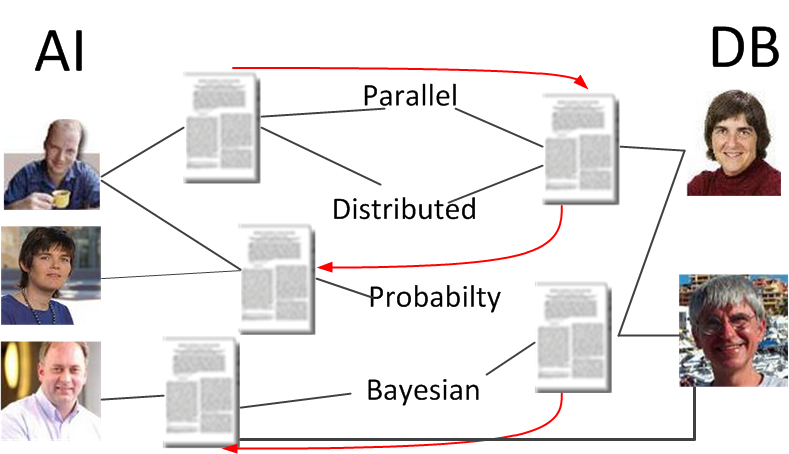 AI
DB
Parallel
Distributed
Probabilty
Bayesian